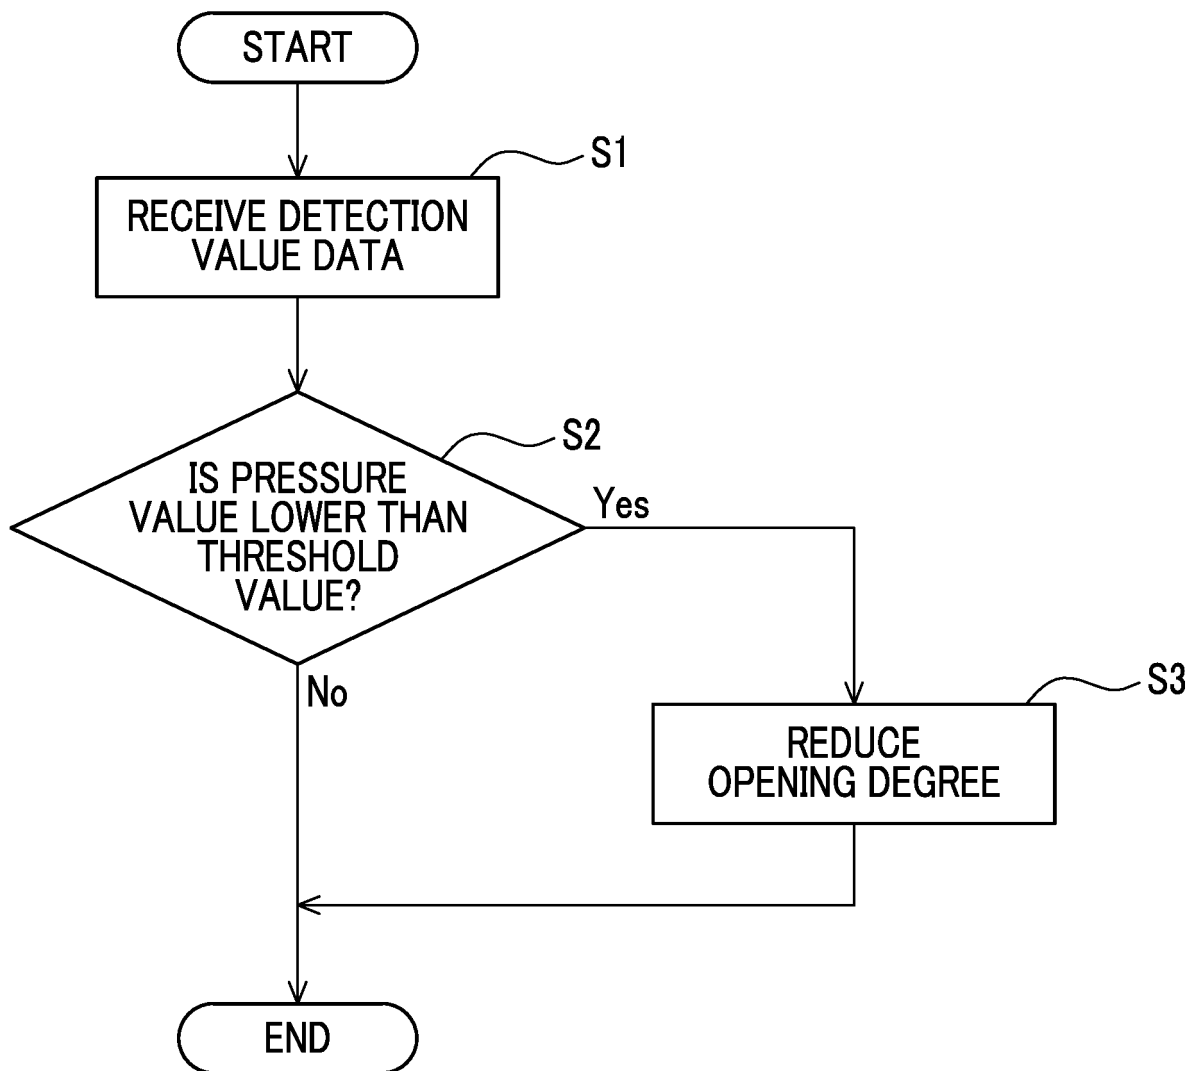 START
S1
RECEIVE DETECTION
VALUE DATA
S2
IS PRESSURE
VALUE LOWER THAN
THRESHOLD
VALUE?
Yes
No
S3
REDUCE
OPENING DEGREE
END